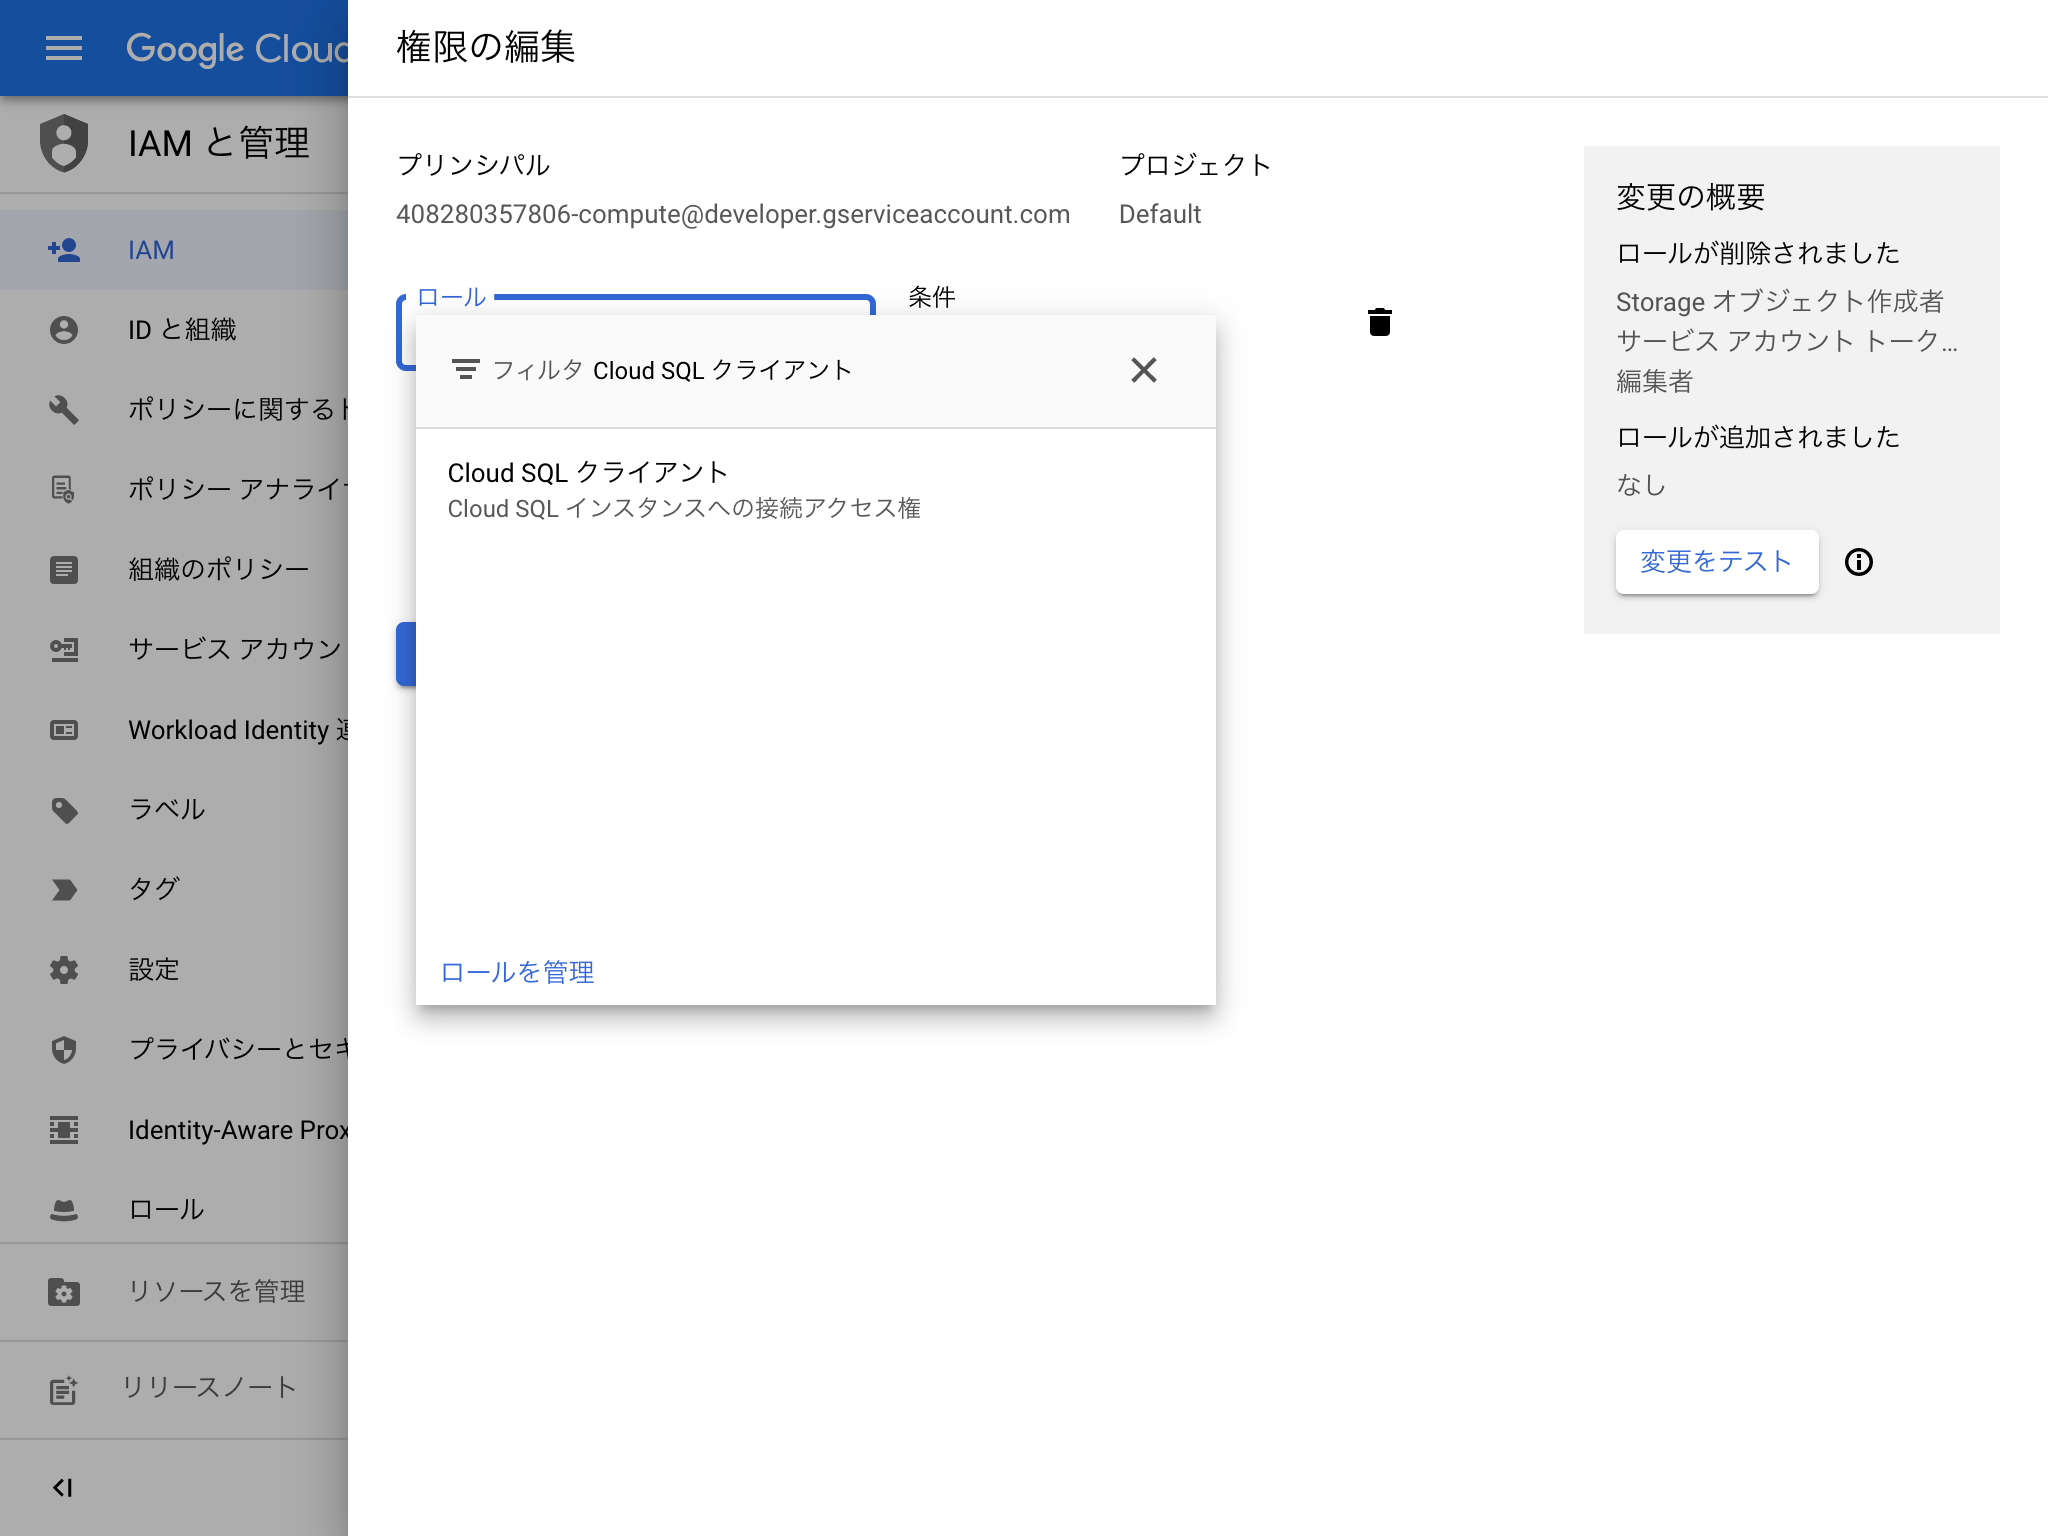 Google Cloud
IAM と管理
IAM
ID と組織
ポリシーに関する
ポリシー アナライ
組織のポリシー
サービス アカウン
Workload Identity
ラベル
タグ
設定
プライバシーとセキ
Identity-Aware Prox
ロール
リソースを管理
リリースノート
権限の編集
プリンシパル
408280357806-compute@developer.gserviceaccount.com
プロジェクト
Default
ロール
条件
フィルタ Cloud SQL クライアント
Cloud SQL クライアント
Cloud SQL インスタンスへの接続アクセス権
ロールを管理
変更の概要
ロールが削除されました
Storage オブジェクト作成者
サービス アカウント トーク...
編集者
ロールが追加されました
なし
変更をテスト